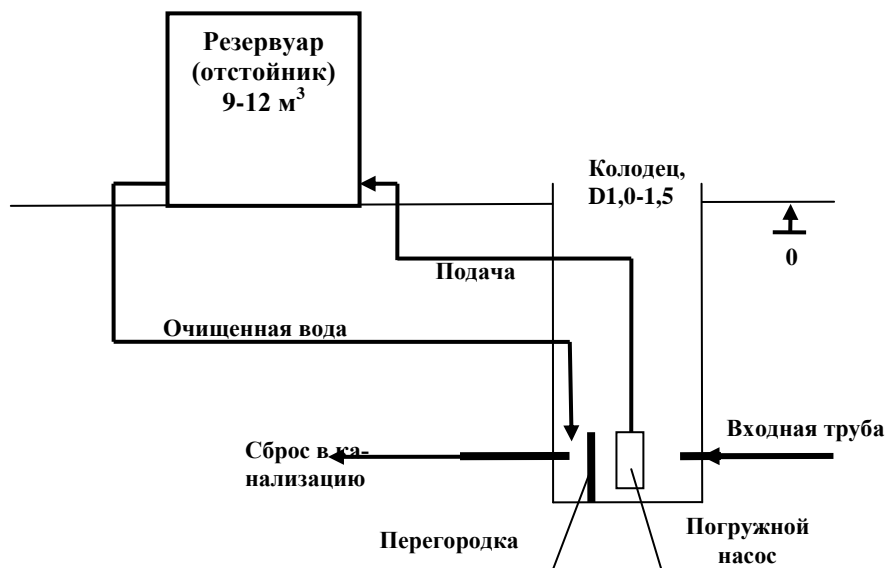 Резервуар
(отстойник)
9-12 м³
Колодец,
D1,0-1,5
0
Подача
Очищенная вода
Входная труба
Сброс в ка-
нализацию
Перегородка
Погружной
насос